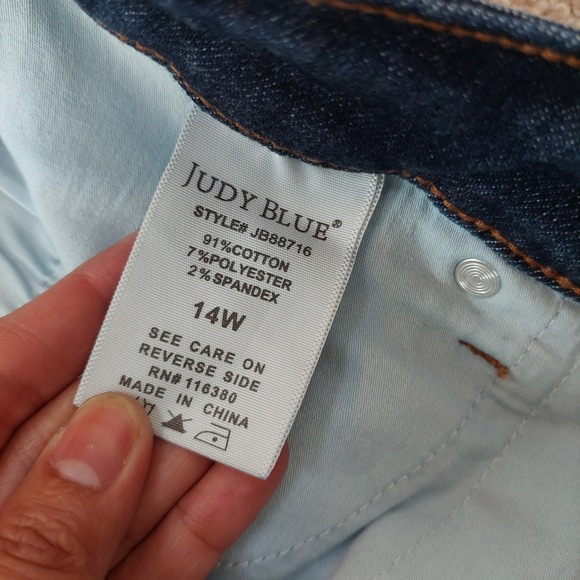 JUDY BLUE®
STYLE# JB88716
91%COTTON
7%POLYESTER
2%SPANDEX
14W
SEE CARE ON
REVERSE SIDE
RN# 116380
MADE IN CHINA